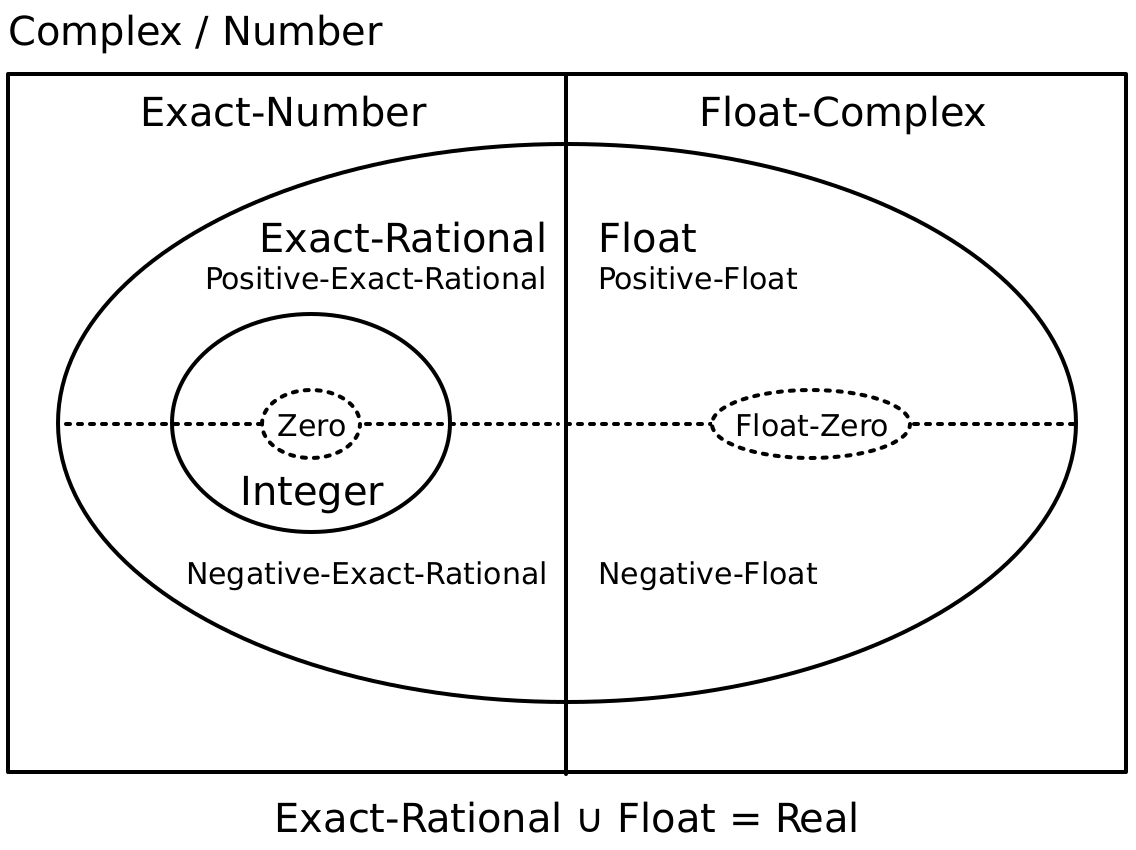 Complex / Number
Exact-Number
Float-Complex
Exact-Rational
Float
Positive-Exact-Rational
Positive-Float
Zero
Float-Zero
Integer
Negative-Exact-Rational
Negative-Float
Exact-Rational ∪ Float = Real